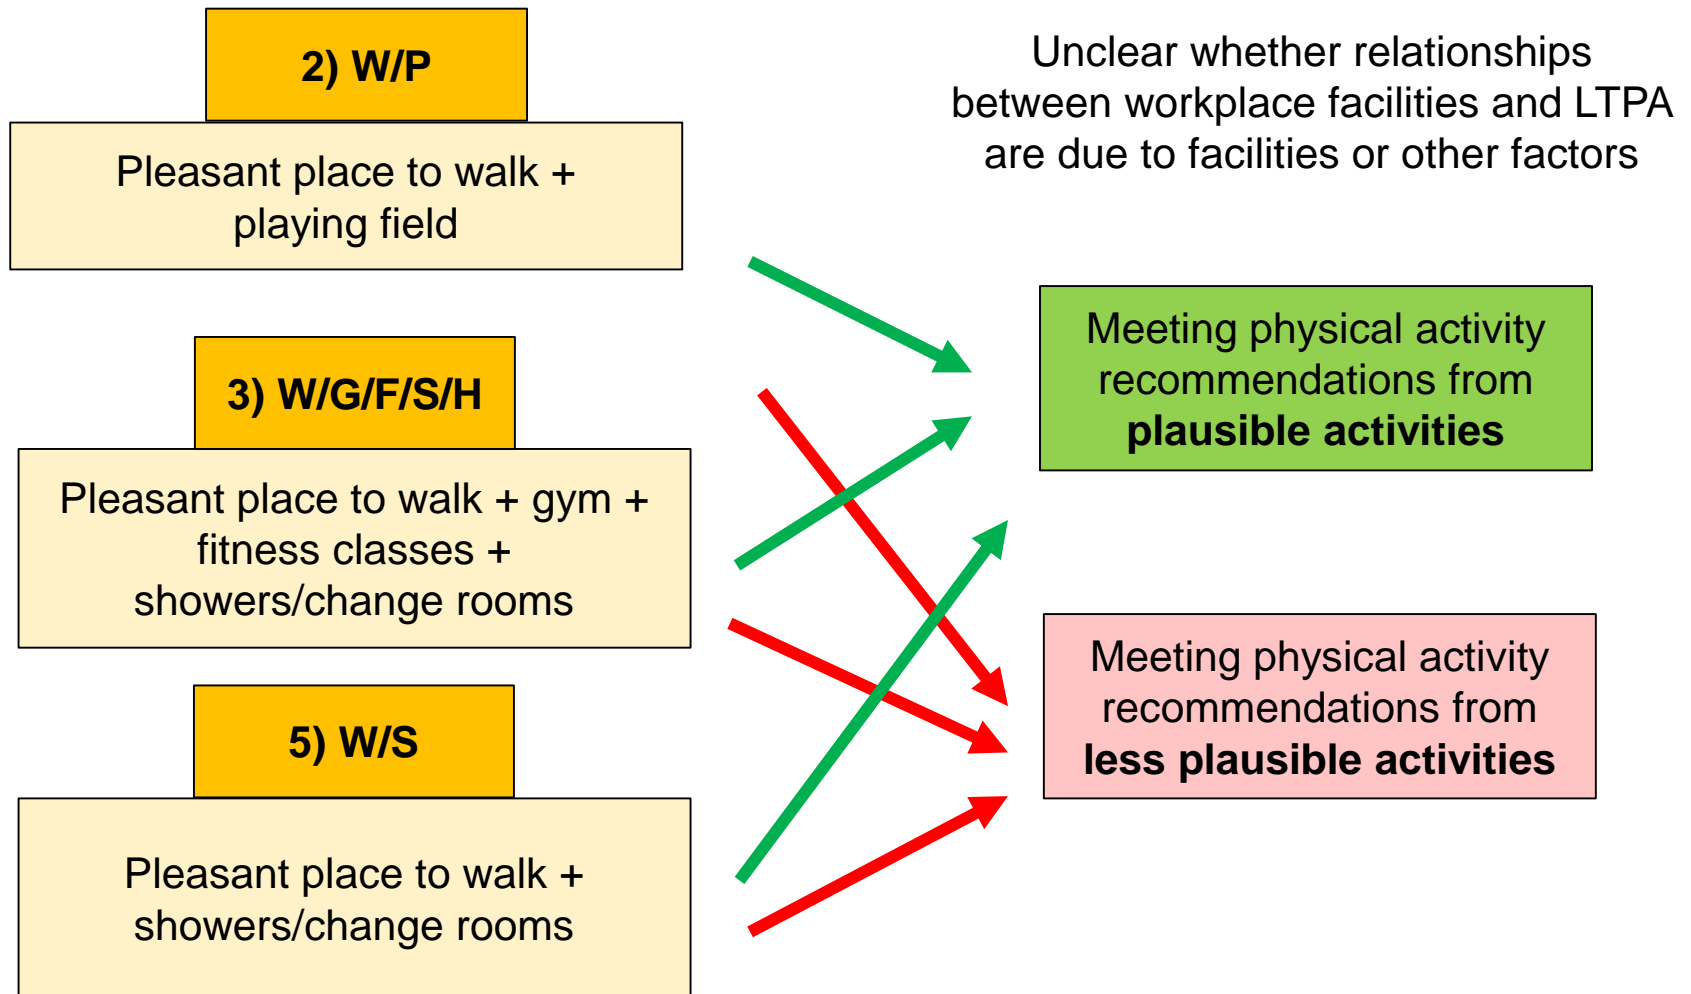 2) W/P
Pleasant place to walk +
playing field
3) W/G/F/S/H
Pleasant place to walk + gym +
fitness classes +
showers/change rooms
5) W/S
Pleasant place to walk +
showers/change rooms
Unclear whether relationships
between workplace facilities and LTPA
are due to facilities or other factors
Meeting physical activity
recommendations from
plausible activities
Meeting physical activity
recommendations from
less plausible activities